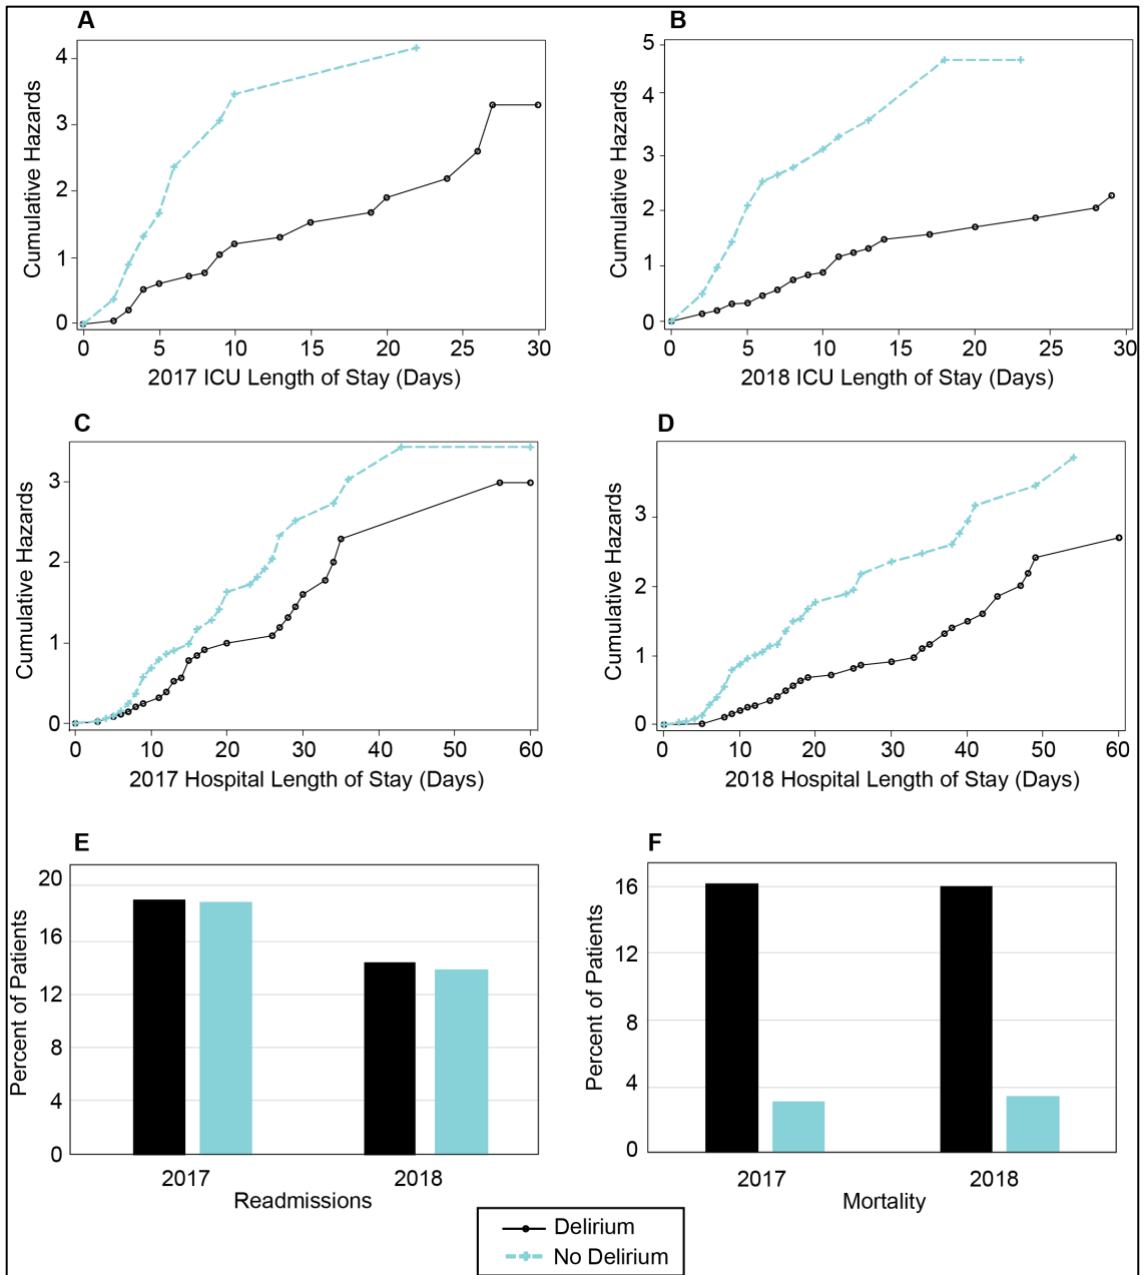 A
Cumulative Hazards
4
3
2
1
0
0 5 10 15 20 25 30
2017 ICU Length of Stay (Days)
B
Cumulative Hazards
5
4
3
2
1
0
0 5 10 15 20 25 30
2018 ICU Length of Stay (Days)
C
Cumulative Hazards
3
2
1
0
0 10 20 30 40 50 60
2017 Hospital Length of Stay (Days)
D
Cumulative Hazards
3
2
1
0
0 10 20 30 40 50 60
2018 Hospital Length of Stay (Days)
E
Percent of Patients
20
16
12
8
4
0
2017 2018
Readmissions
F
Percent of Patients
16
12
8
4
0
2017 2018
Mortality
Delirium
No Delirium